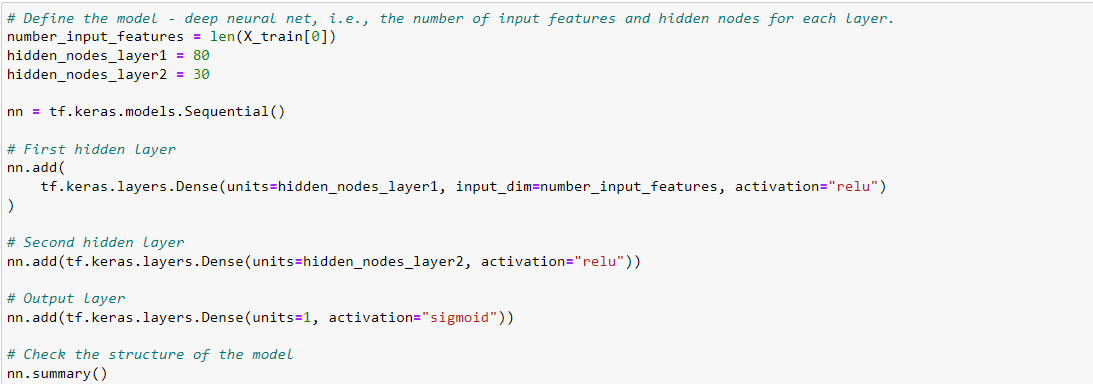 # Define the model - deep neural net, i.e., the number of input features and hidden nodes for each layer.
number_input_features = len(X_train[0])
hidden_nodes_layer1 = 80
hidden_nodes_layer2 = 30

nn = tf.keras.models.Sequential()

# First hidden layer
nn.add(
    tf.keras.layers.Dense(units=hidden_nodes_layer1, input_dim=number_input_features, activation="relu")
)

# Second hidden layer
nn.add(tf.keras.layers.Dense(units=hidden_nodes_layer2, activation="relu"))

# Output layer
nn.add(tf.keras.layers.Dense(units=1, activation="sigmoid"))

# Check the structure of the model
nn.summary()